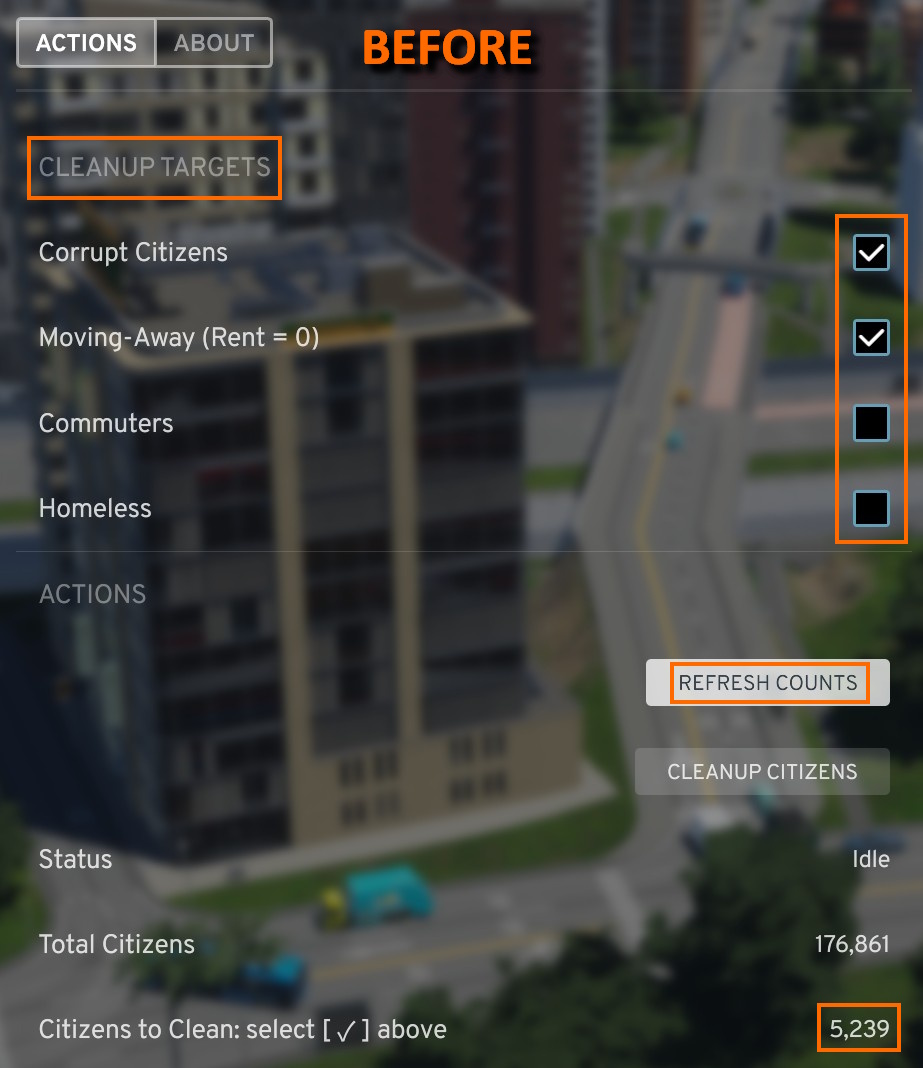 ACTIONS ABOUT BEFORE
CLEANUP TARGETS
Corrupt Citizens
Moving-Away (Rent = 0)
Commuters
Homeless
ACTIONS
REFRESH COUNTS
CLEANUP CITIZENS
Status Idle
Total Citizens 176,861
Citizens to Clean: select [ ✓ ] above 5,239